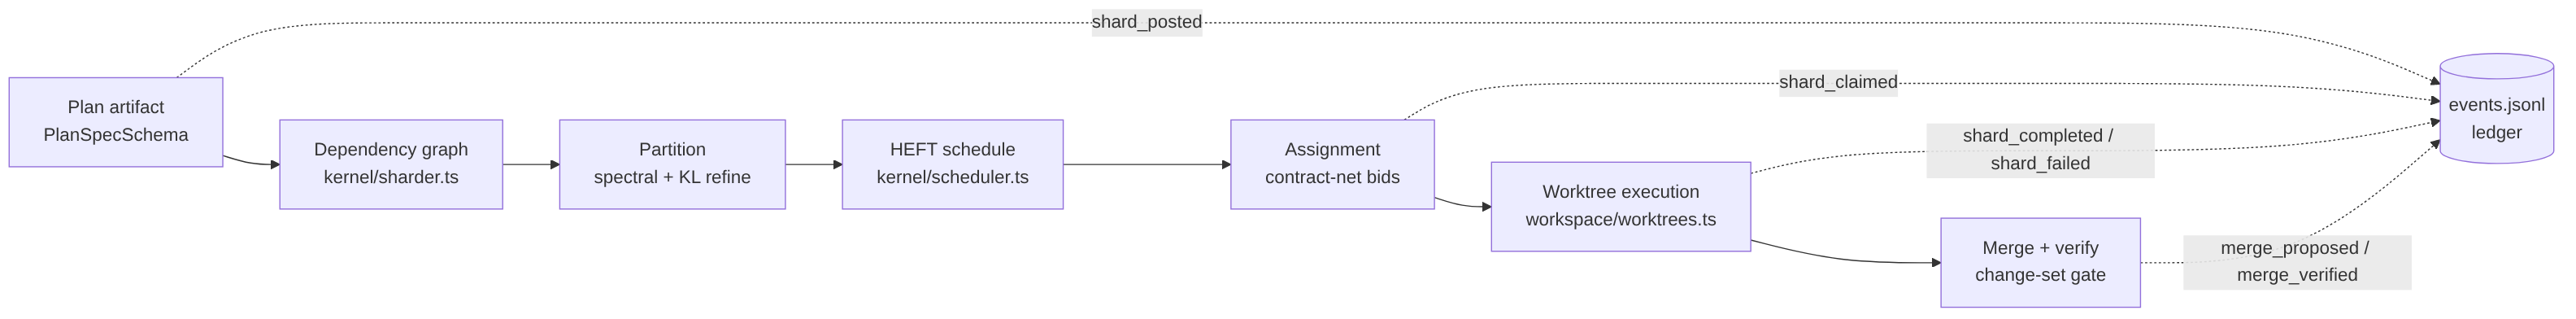 shard_posted
Plan artifact
PlanSpecSchema
Dependency graph
kernel/sharder.ts
Partition
spectral + KL refine
HEFT schedule
kernel/scheduler.ts
shard_claimed
Assignment
contract-net bids
Worktree execution
workspace/worktrees.ts
shard_completed /
shard_failed
Merge + verify
change-set gate
merge_proposed /
merge_verified
events.jsonl
ledger